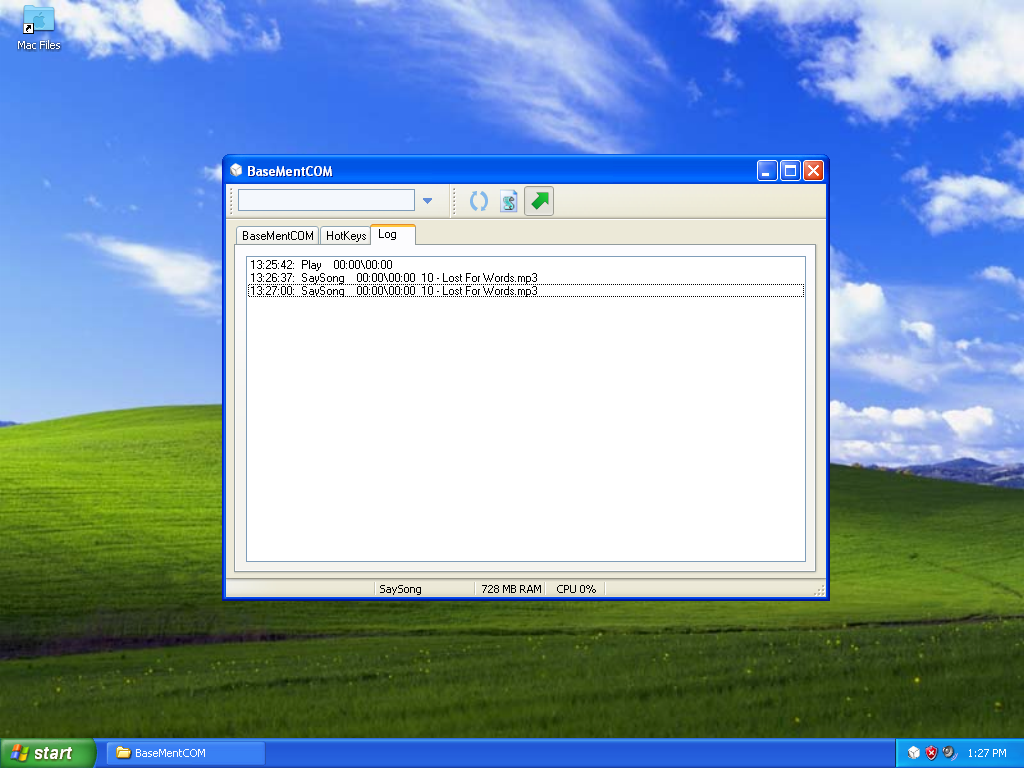 Mac Files
BaseMentCOM
BaseMentCOM HotKeys Log
13:25:42: Play 00:00\00:00
13:26:37: SaySong 00:00\00:00 10 - Lost For Words.mp3
13:27:00: SaySong 00:00\00:00 10 - Lost For Words.mp3
SaySong 728 MB RAM CPU 0%
start BaseMentCOM 1:27 PM